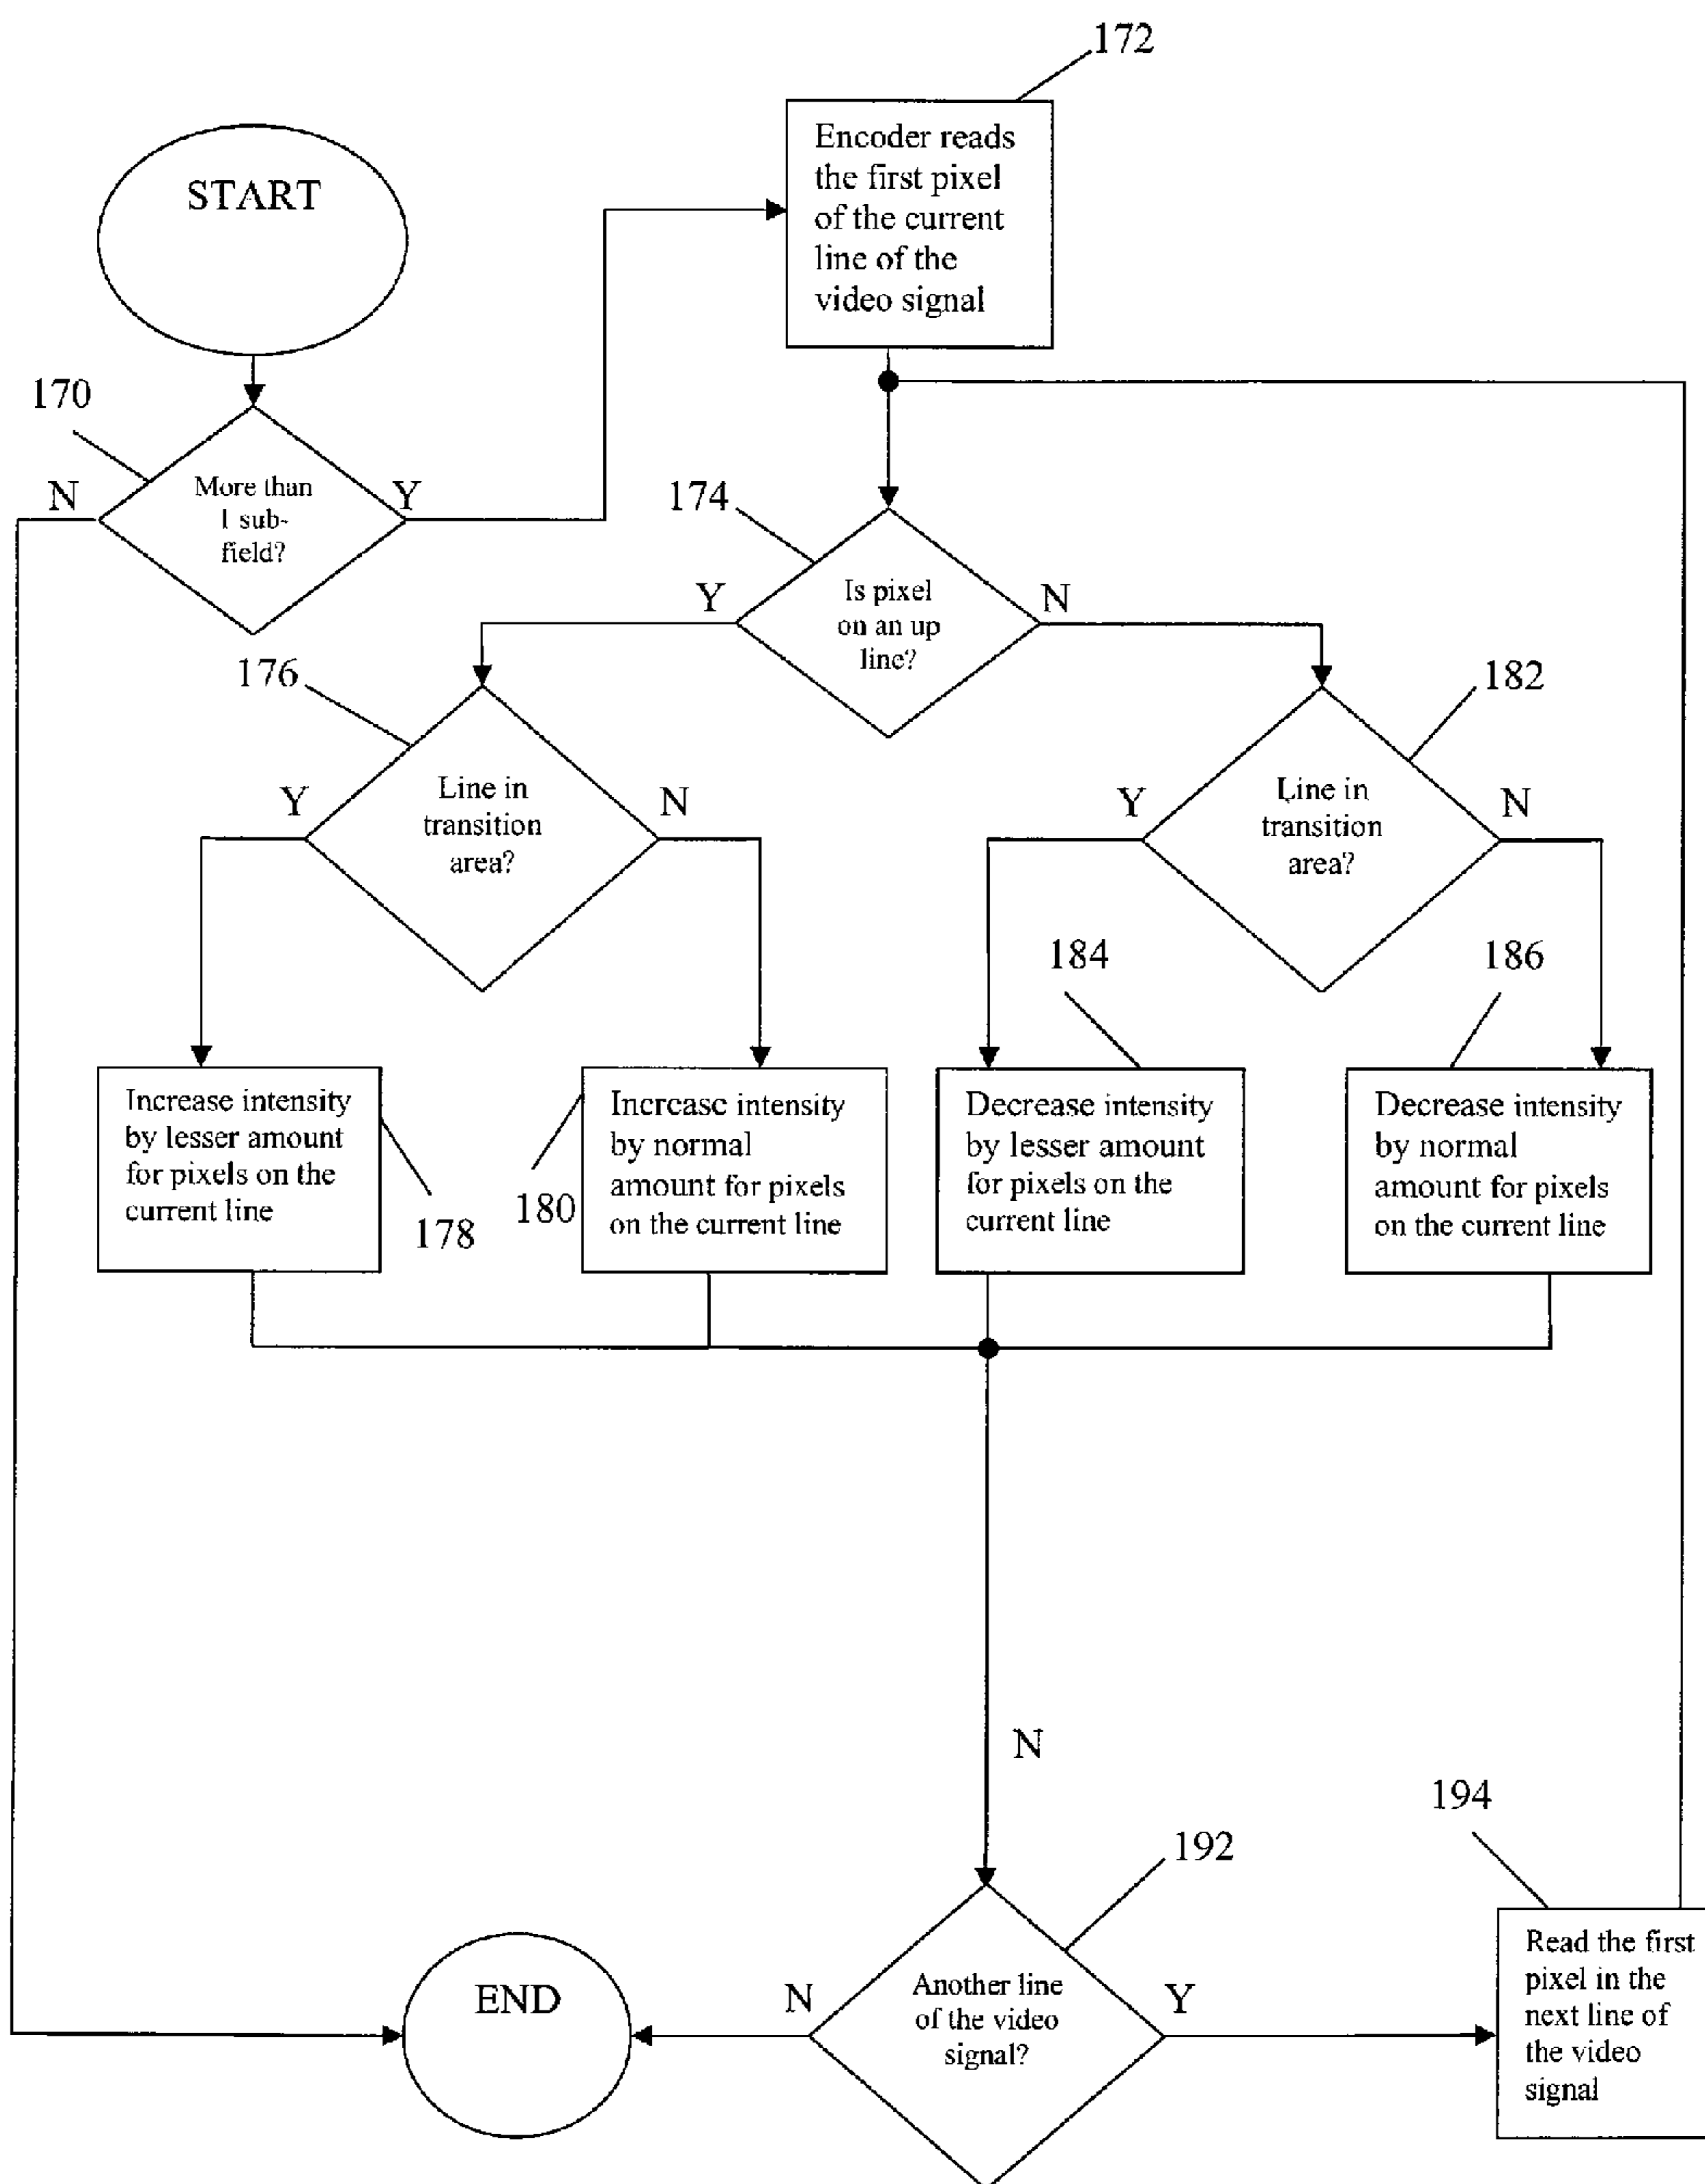 172
Encoder reads
the first pixel
of the current
line of the
video signal
START
170
N
More than
1 sub-
field?
Y
174
Y
Is pixel
on an up
line?
N
176
Y
Line in
transition
area?
N
182
Y
Line in
transition
area?
N
184
186
Increase intensity
by lesser amount
for pixels on the
current line
178
180
Increase intensity
by normal
amount for pixels
on the current line
Decrease intensity
by lesser amount
for pixels on the
current line
Decrease intensity
by normal
amount for pixels
on the current line
N
192
194
END
N
Another line
of the video
signal?
Y
Read the first
pixel in the
next line of
the video
signal